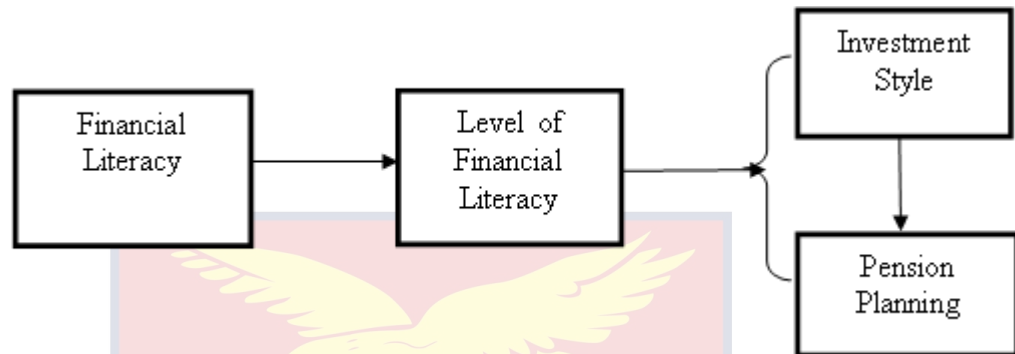 Financial
Literacy
Level of
Financial
Literacy
Investment
Style
Pension
Planning